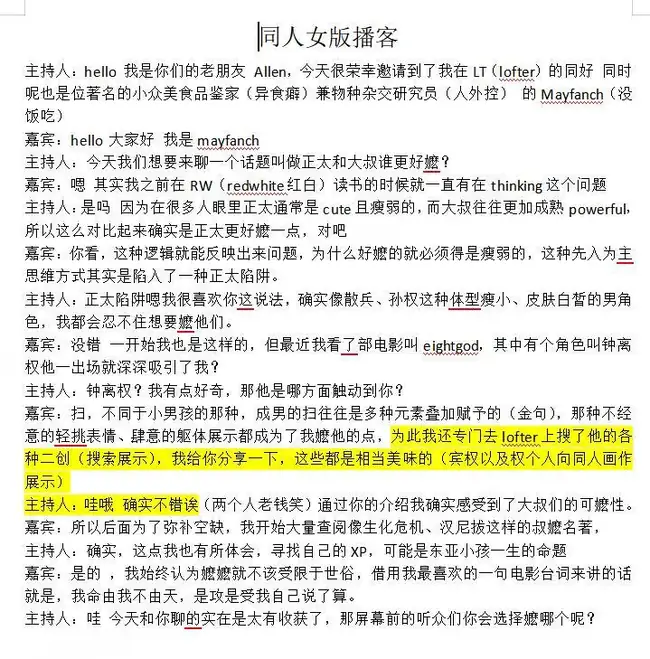 同人女版播客
主持人：hello 我是你们的老朋友 Allen，今天很荣幸邀请到了我在 LT（lofter）的同好 同时
呢也是位著名的小众美食品鉴家（异食癖）兼物种杂交研究员（人外控） 的 Mayfanch（没
饭吃）
嘉宾：hello 大家好 我是 mayfanch
主持人：今天我们想要来聊一个话题叫做正太和大叔谁更好嬷？
嘉宾：嗯 其实我之前在 RW（redwhite 红白）读书的时候就一直有在 thinking 这个问题
主持人：是吗 因为在很多人眼里正太通常是 cute 且瘦弱的，而大叔往往更加成熟 powerful，
所以这么对比起来确实是正太更好嬷一点，对吧
嘉宾：你看，这种逻辑就能反映出来问题，为什么好嬷的就必须得是瘦弱的，这种先入为主
思维方式其实是陷入了一种正太陷阱。
主持人：正太陷阱嗯我很喜欢你这说法，确实像散兵、孙权这种体型瘦小、皮肤白皙的男角
色，我都会忍不住想要嬷他们。
嘉宾：没错 一开始我也是这样的，但最近我看了部电影叫 eightgod，其中有个角色叫钟离
权他一出场就深深吸引了我？
主持人：钟离权？我有点好奇，那他是哪方面触动到你？
嘉宾：扫，不同于小男孩的那种，成男的扫往往是多种元素叠加赋予的（金句），那种不经
意的轻挑表情、肆意的躯体展示都成为了我嬷他的点，为此我还专门去 lofter 上搜了他的各
种二创（搜索展示），我给你分享一下，这些都是相当美味的（宾权以及权个人向同人画作
展示）
主持人：哇哦 确实不错诶（两个人老钱笑）通过你的介绍我确实感受到了大叔们的可嬷性。
嘉宾：所以后面为了弥补空缺，我开始大量查阅像生化危机、汉尼拔这样的叔嬷名著，
主持人：确实，这点我也有所体会，寻找自己的 XP，可能是东亚小孩一生的命题
嘉宾：是的 ，我始终认为嬷嬷就不该受限于世俗，借用我最喜欢的一句电影台词来讲的话
就是，我命由我不由天，是攻是受我自己说了算。
主持人：哇 今天和你聊的实在是太有收获了，那屏幕前的听众们你会选择嬷哪个呢？